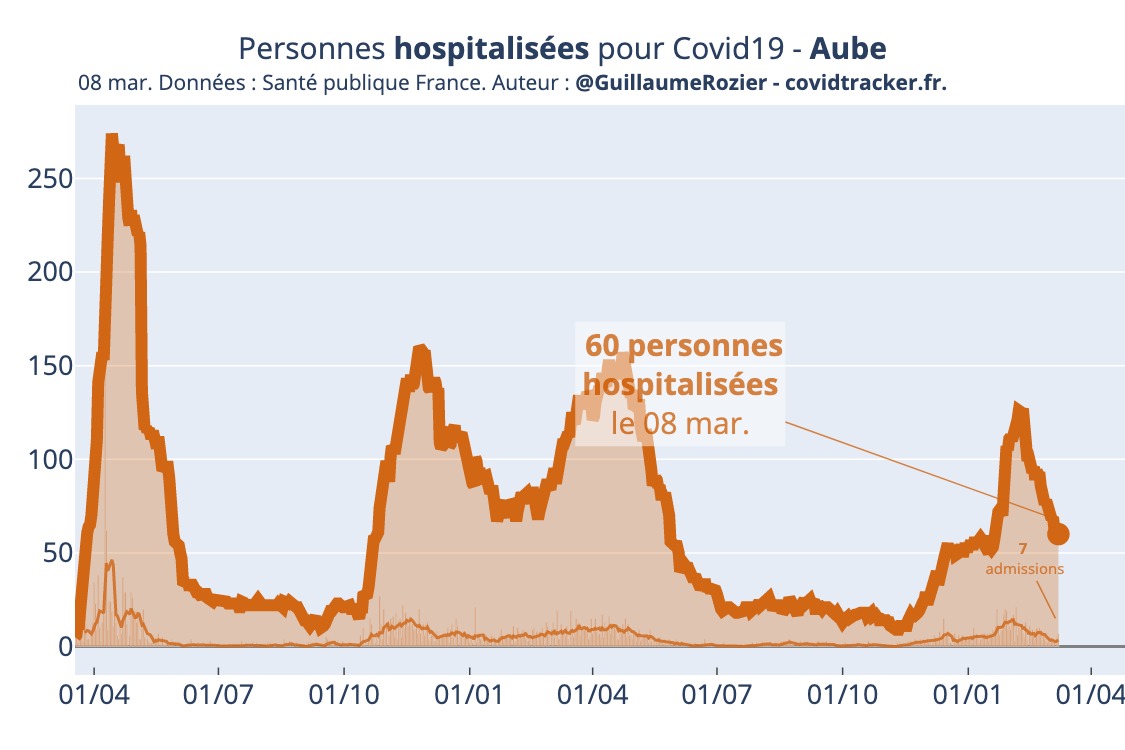 Personnes hospitalisées pour Covid19 - Aube
08 mar. Données : Santé publique France. Auteur : @GuillaumeRozier - covidtracker.fr.
250
200
150
100
50
0
60 personnes
hospitalisées
le 08 mar.
7
admissions
01/04 01/07 01/10 01/01 01/04 01/07 01/10 01/01 01/04